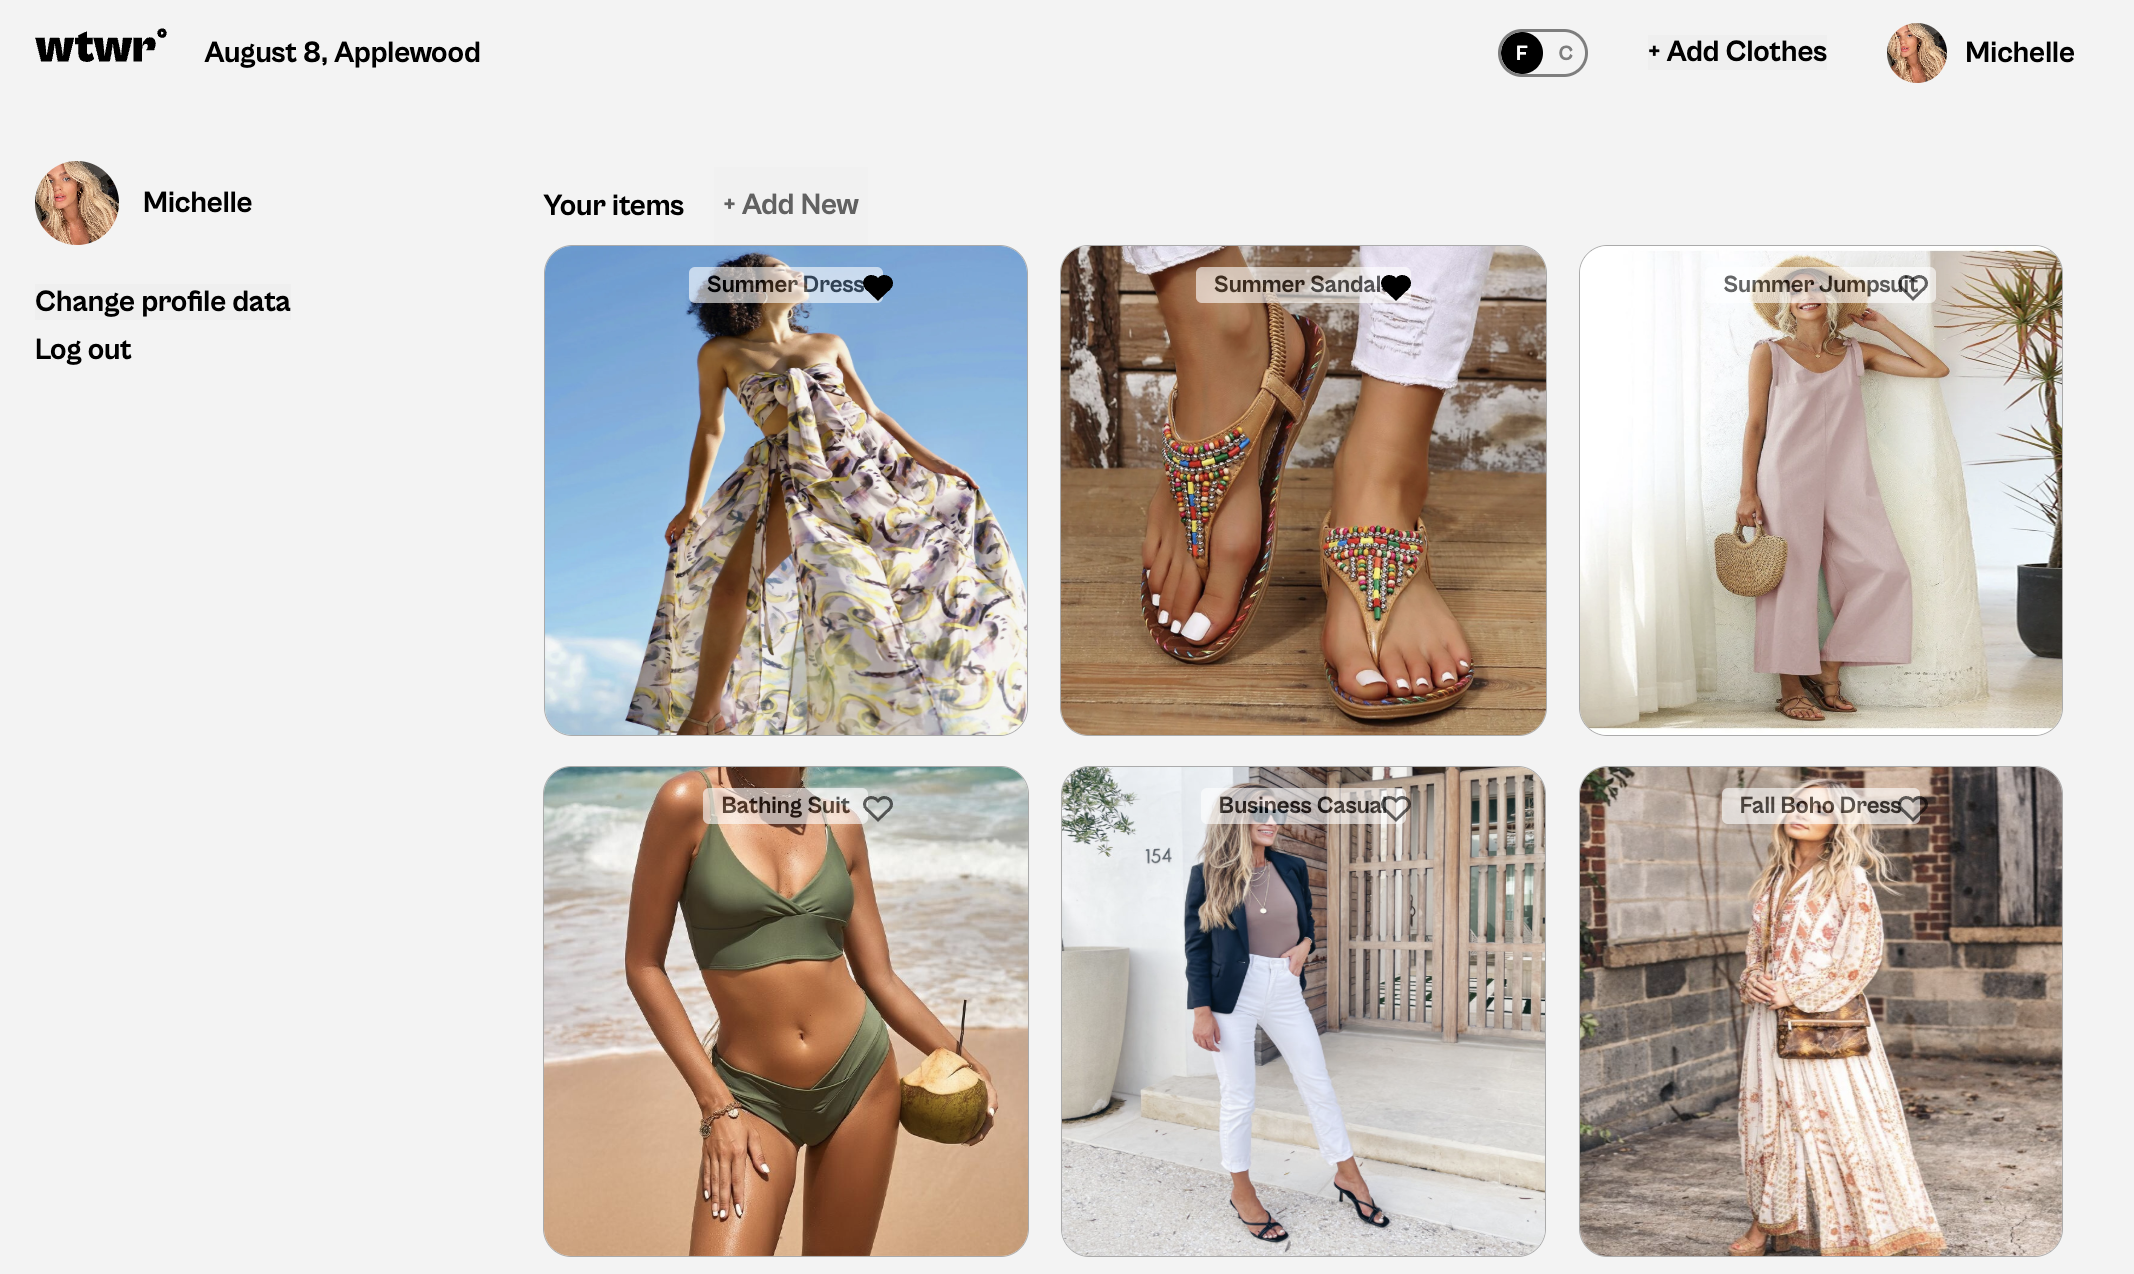 wtwr°
August 8, Applewood
F C
+ Add Clothes
Michelle
Michelle
Change profile data
Log out
Your items
+ Add New
Summer Dress
Summer Sandal
Summer Jumpsuit
Bathing Suit
Business Casual
154
Fall Boho Dress